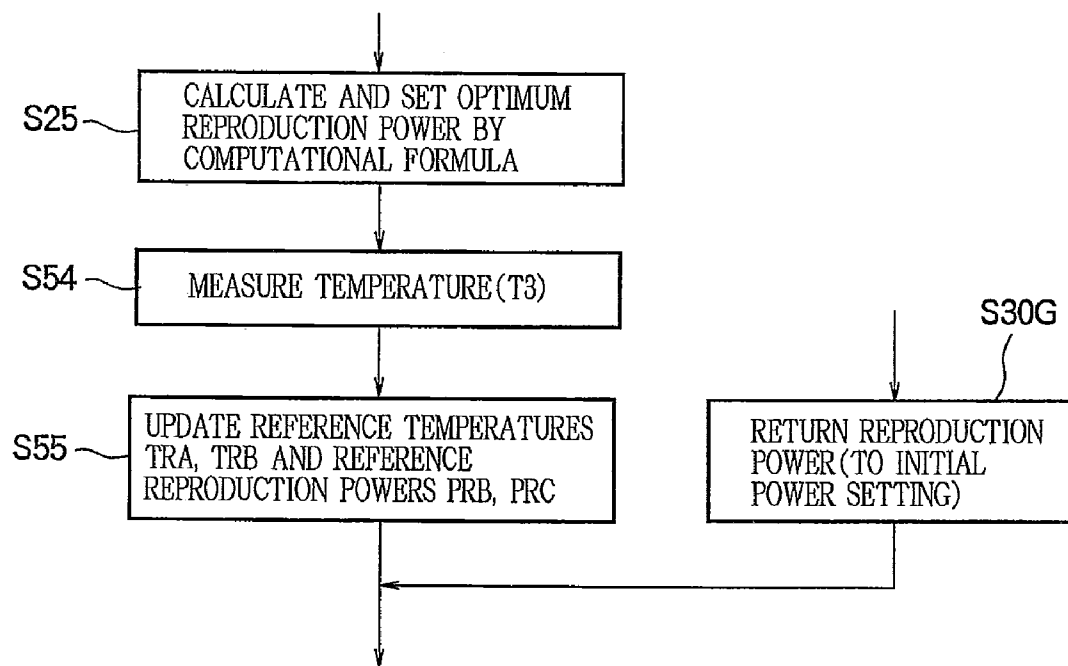 S25
CALCULATE AND SET OPTIMUM
REPRODUCTION POWER BY
COMPUTATIONAL FORMULA
S54
MEASURE TEMPERATURE(T3)
S55
UPDATE REFERENCE TEMPERATURES
TRA, TRB AND REFERENCE
REPRODUCTION POWERS PRB, PRC
S30G
RETURN REPRODUCTION
POWER(TO INITIAL
POWER SETTING)